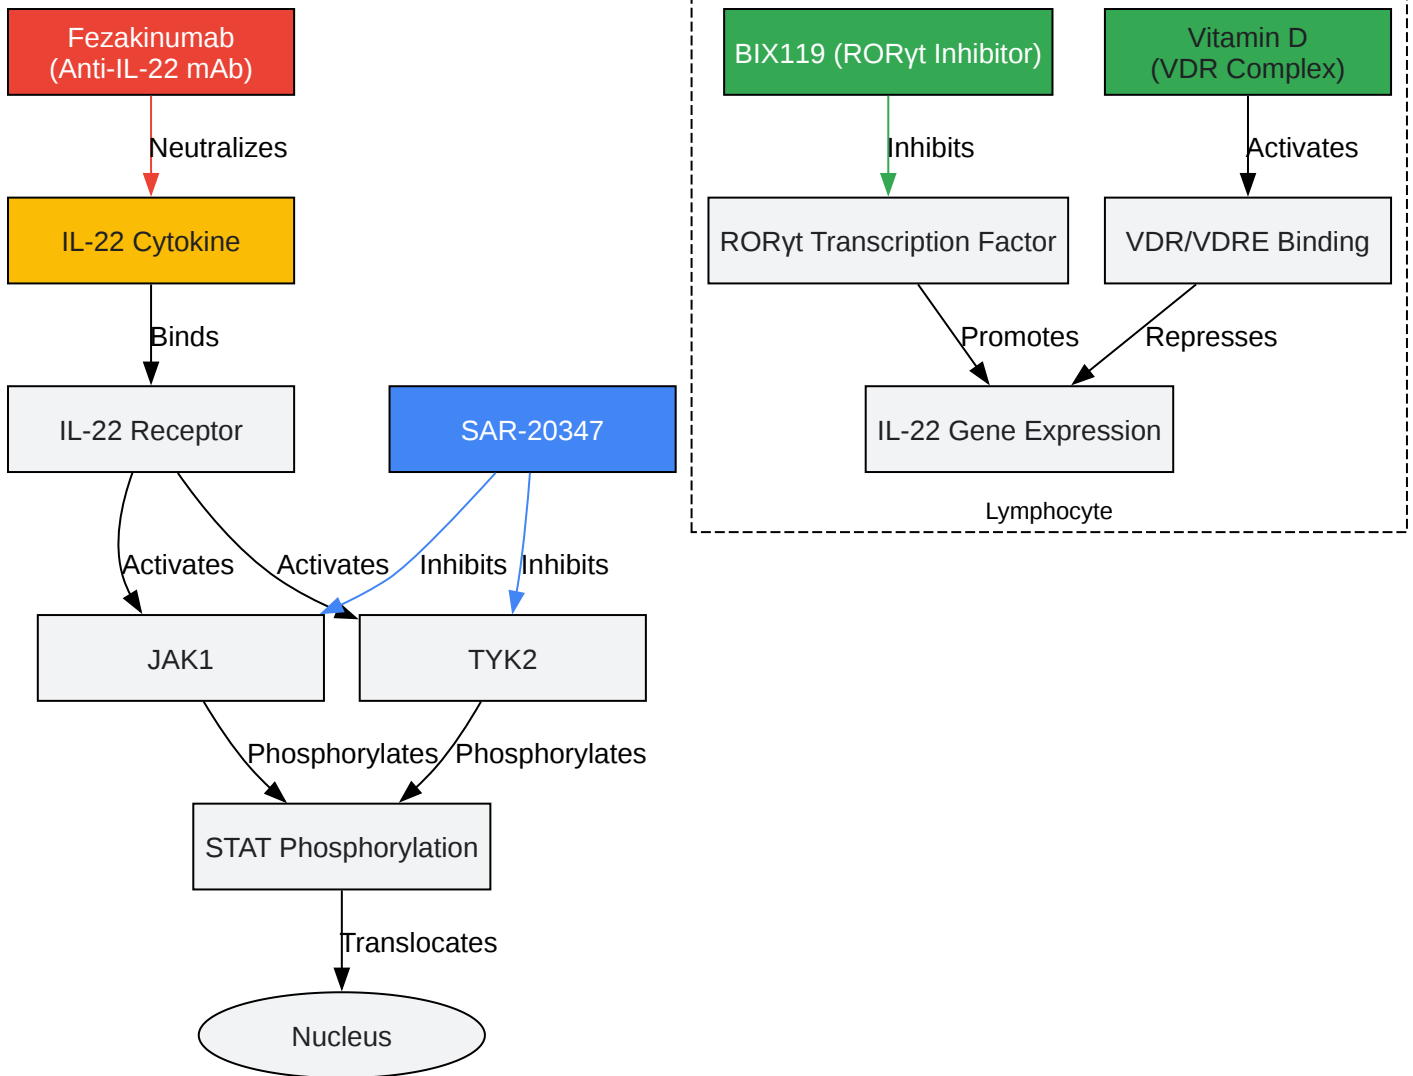 Fezakinumab
(Anti-IL-22 mAb)
BIX119 (RORγt Inhibitor)
Vitamin D
(VDR Complex)
Neutralizes
Inhibits
Activates
IL-22 Cytokine
RORγt Transcription Factor
VDR/VDRE Binding
Binds
Promotes
Represses
IL-22 Receptor
SAR-20347
IL-22 Gene Expression
Lymphocyte
Activates
Activates
Inhibits
Inhibits
JAK1
TYK2
Phosphorylates
Phosphorylates
STAT Phosphorylation
Translocates
Nucleus